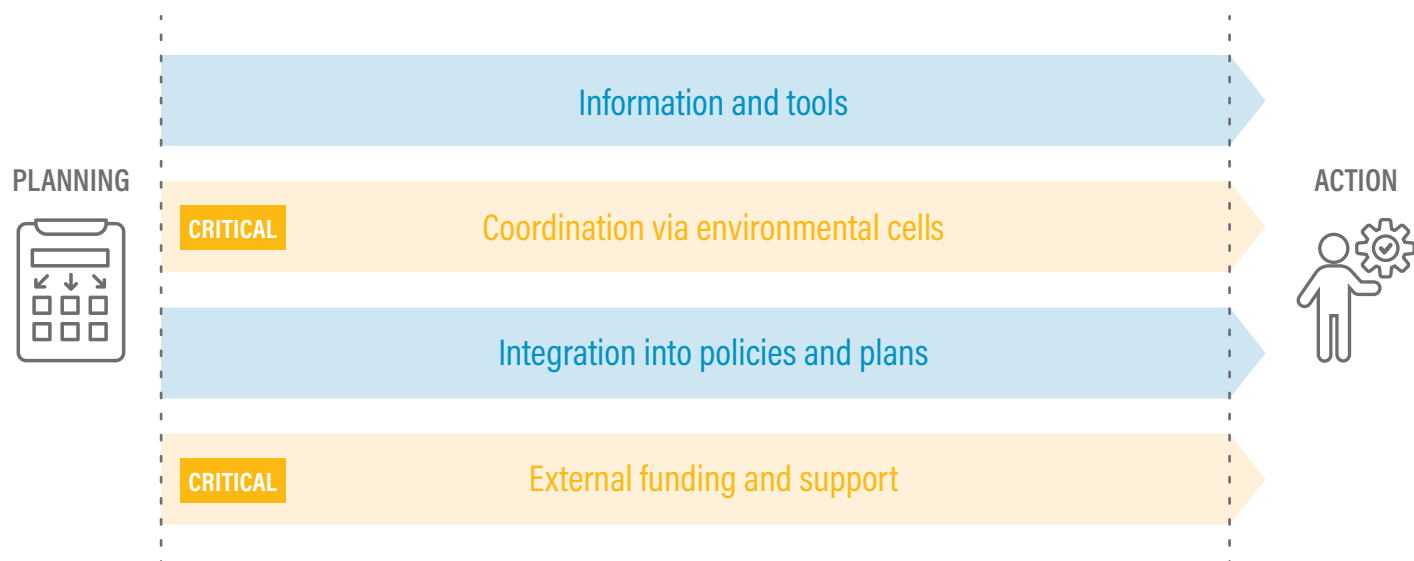 Information and tools
PLANNING
ACTION
CRITICAL
Coordination via environmental cells
Integration into policies and plans
CRITICAL
External funding and support